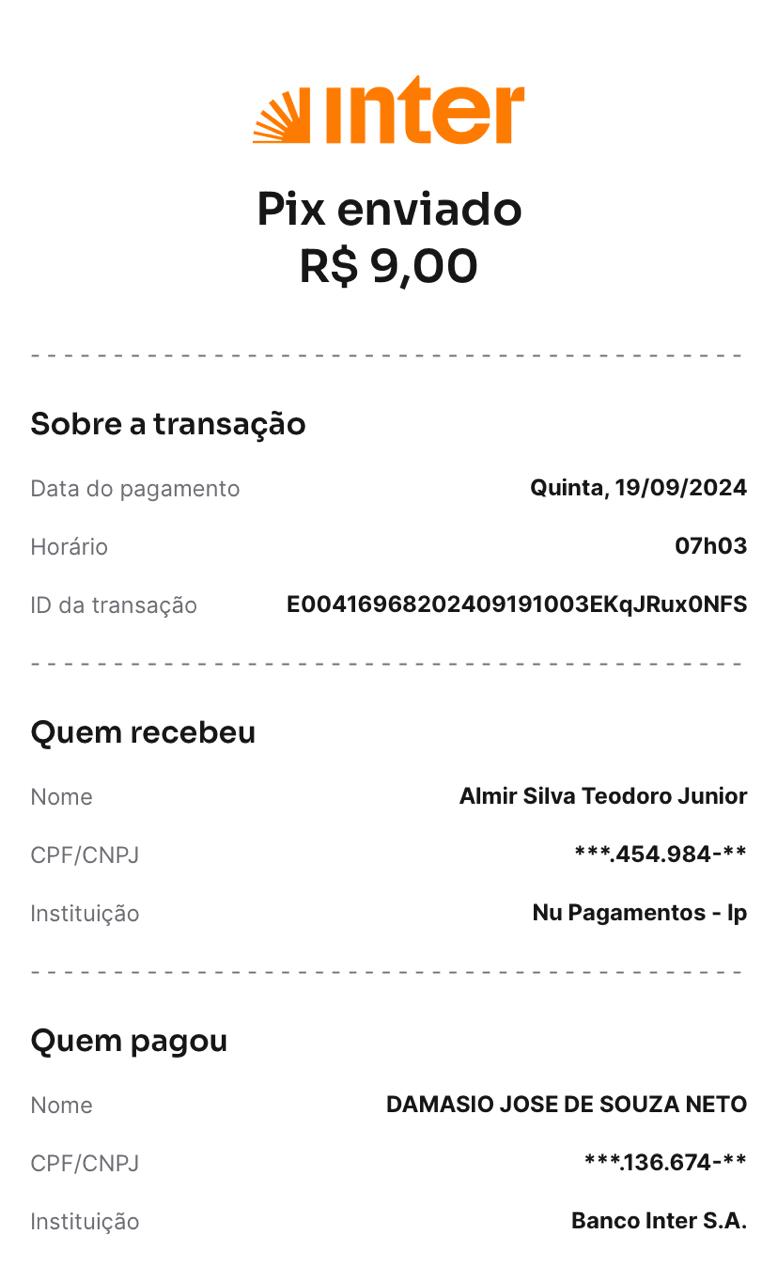 inter
Pix enviado
R$ 9,00
Sobre a transação
Data do pagamento Quinta, 19/09/2024
Horário 07h03
ID da transação E00416968202409191003EKqJRux0NFS
Quem recebeu
Nome Almir Silva Teodoro Junior
CPF/CNPJ ***.454.984-**
Instituição Nu Pagamentos - Ip
Quem pagou
Nome DAMASIO JOSE DE SOUZA NETO
CPF/CNPJ ***.136.674-**
Instituição Banco Inter S.A.